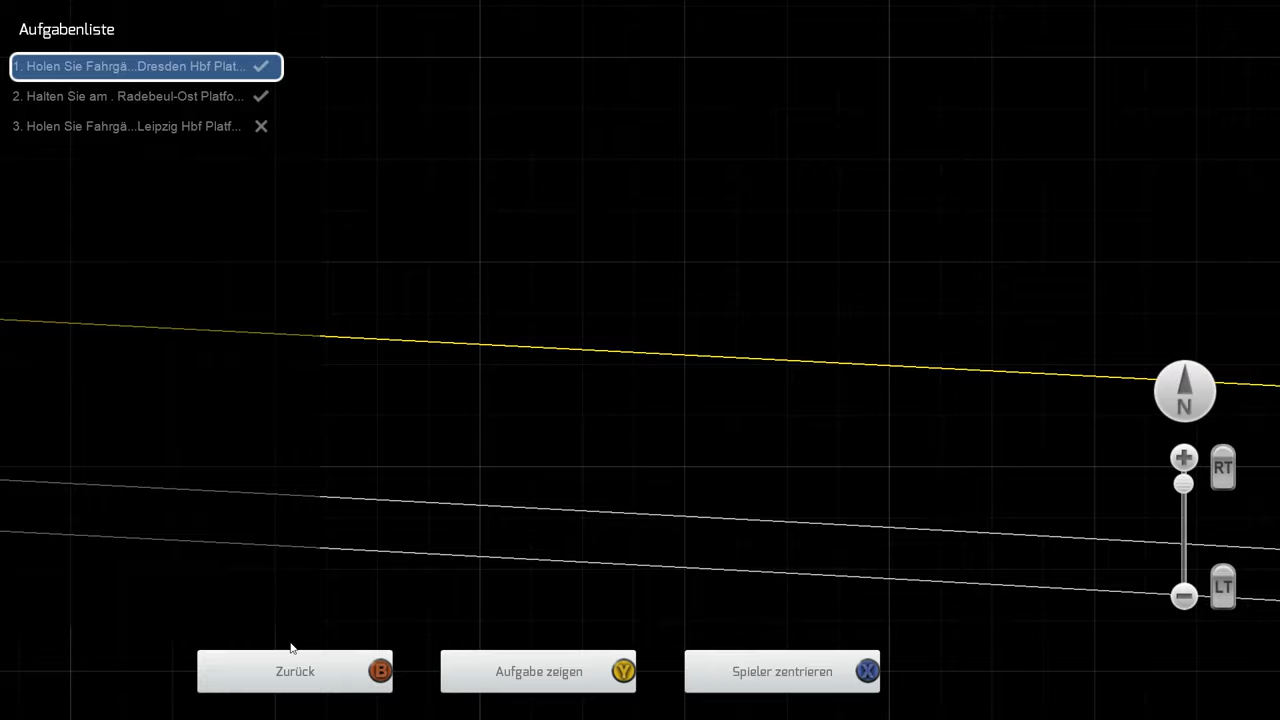 Aufgabenliste
1. Holen Sie Fahrgä...Dresden Hbf Plat...
2. Halten Sie am . Radebeul-Ost Platfo...
3. Holen Sie Fahrgä...Leipzig Hbf Platf...
N
RT
LT
Zurück B
Aufgabe zeigen Y
Spieler zentrieren X